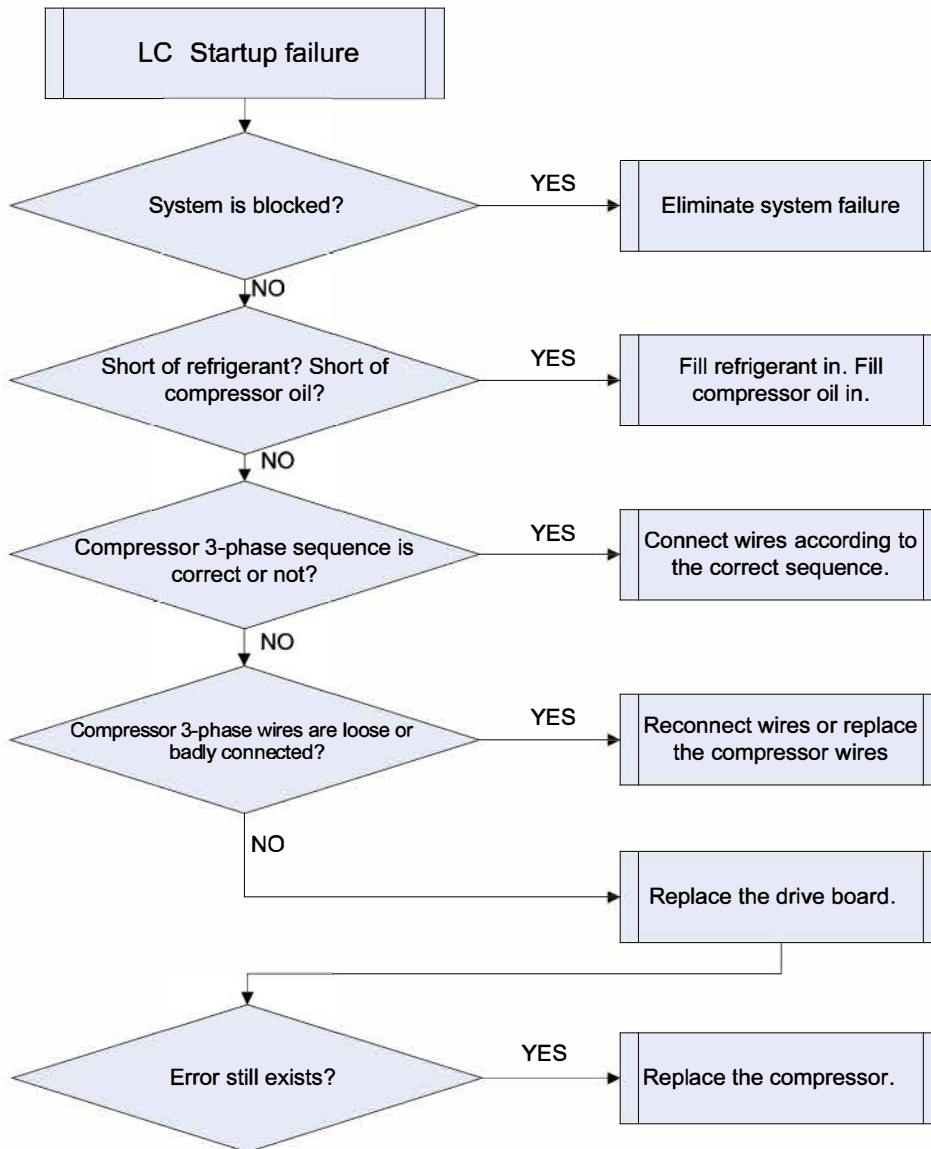 LC Startup failure
System is blocked?
YES
Eliminate system failure
NO
Short of refrigerant? Short of
compressor oil?
YES
Fill refrigerant in. Fill
compressor oil in.
NO
Compressor 3-phase sequence is
correct or not?
YES
Connect wires according to
the correct sequence.
NO
Compressor 3-phase wires are loose or
badly connected?
YES
Reconnect wires or replace
the compressor wires
NO
Replace the drive board.
Error still exists?
YES
Replace the compressor.